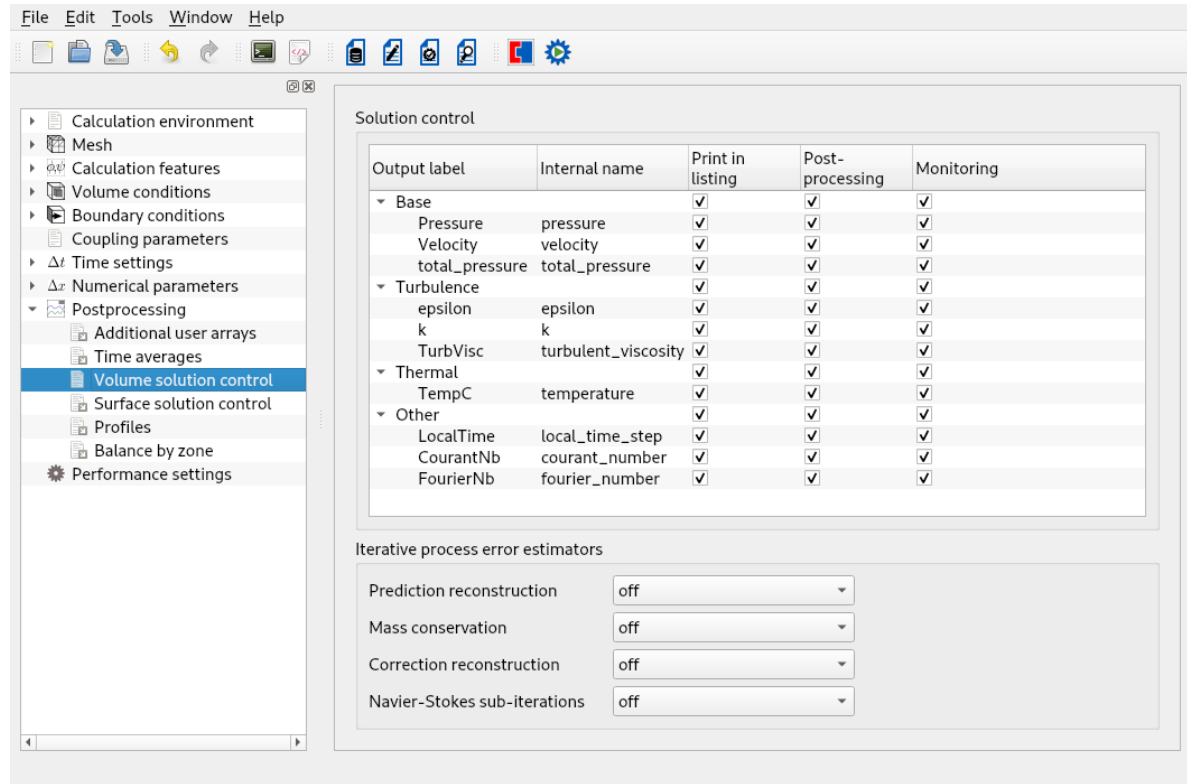 File Edit Tools Window Help
Calculation environment
Mesh
Calculation features
Volume conditions
Boundary conditions
Coupling parameters
Δt Time settings
Δx Numerical parameters
Postprocessing
Additional user arrays
Time averages
Volume solution control
Surface solution control
Profiles
Balance by zone
Performance settings
Solution control
Output label Internal name Print in listing Post-processing Monitoring
Base
Pressure pressure
Velocity velocity
total_pressure total_pressure
Turbulence
epsilon epsilon
k k
TurbVisc turbulent_viscosity
Thermal
TempC temperature
Other
LocalTime local_time_step
CourantNb courant_number
FourierNb fourier_number
Iterative process error estimators
Prediction reconstruction off
Mass conservation off
Correction reconstruction off
Navier-Stokes sub-iterations off